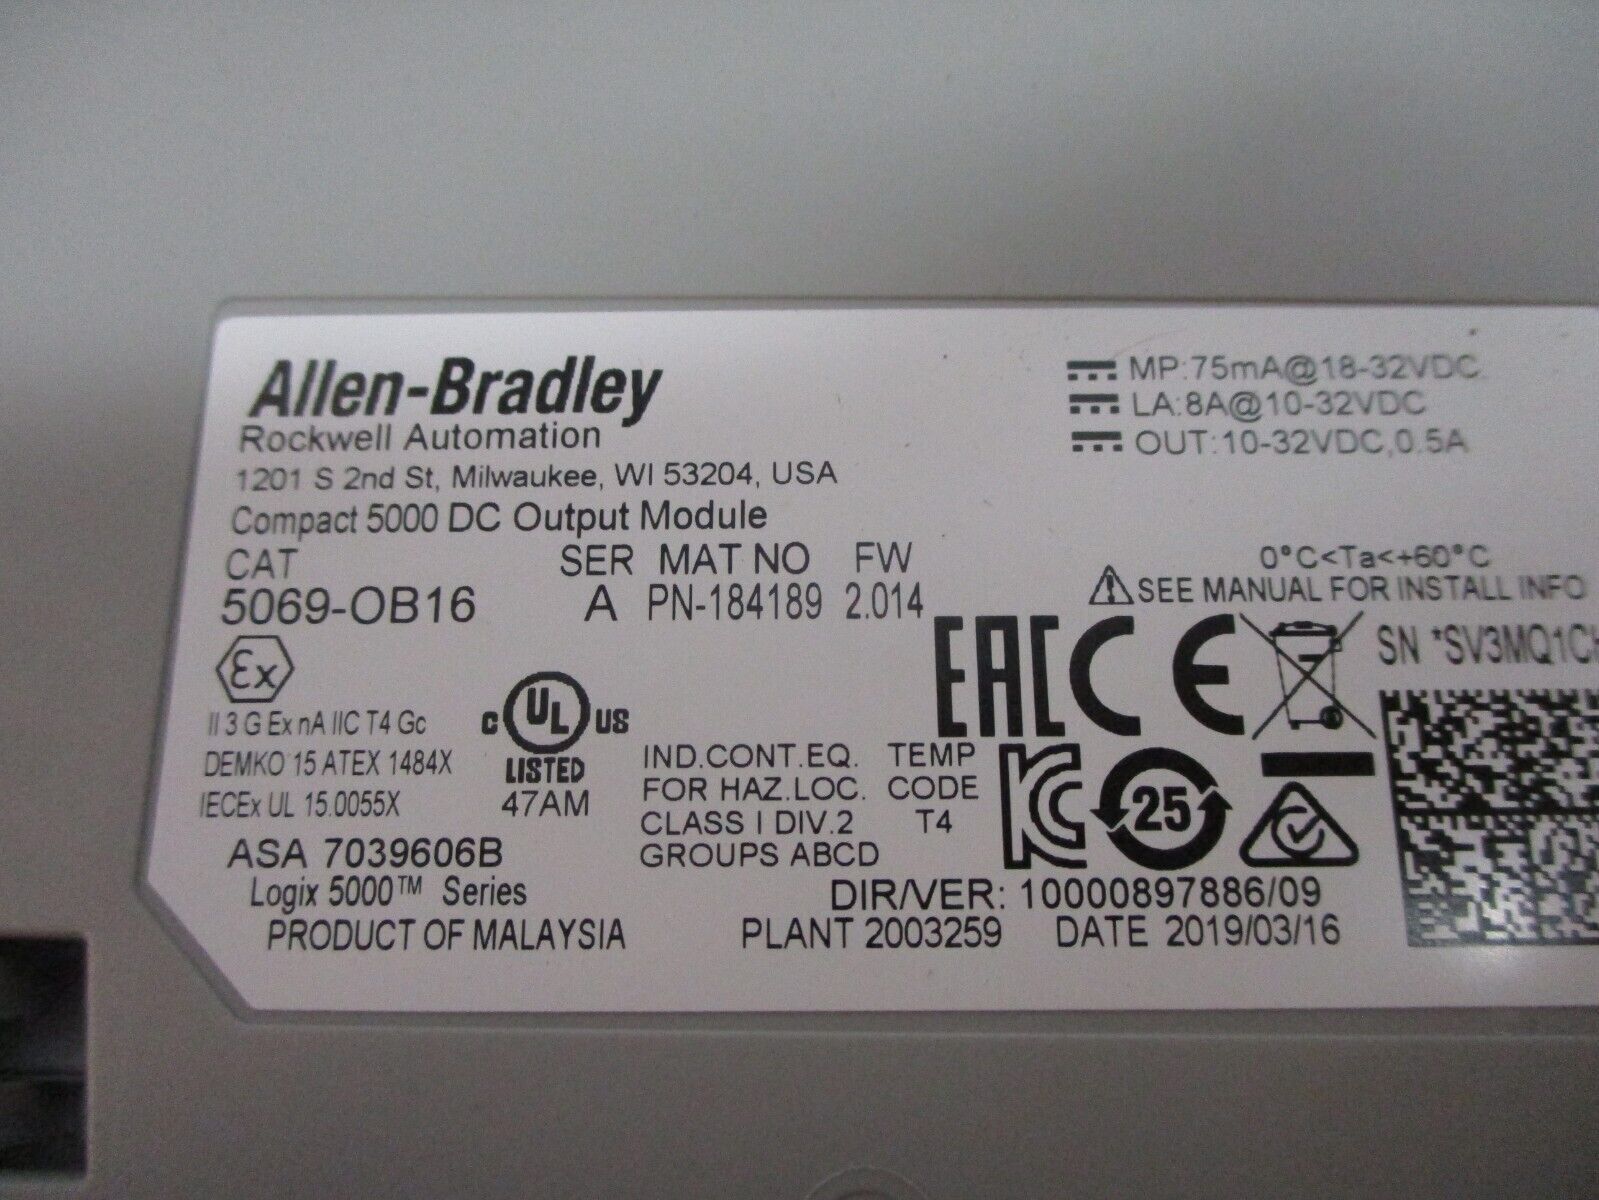 Allen-Bradley
Rockwell Automation
1201 S 2nd St, Milwaukee, WI 53204, USA
Compact 5000 DC Output Module
CAT SER MAT NO FW
5069-OB16 A PN-184189 2.014
Ex
II 3 G Ex nA IIC T4 Gc
DEMKO 15 ATEX 1484X
IECEx UL 15.0055X
c UL US
LISTED
47AM
IND.CONT.EQ. TEMP
FOR HAZ.LOC. CODE
CLASS I DIV.2 T4
GROUPS ABCD
ASA 7039606B
Logix 5000™ Series
PRODUCT OF MALAYSIA
MP:75mA@18-32VDC
LA:8A@10-32VDC
OUT:10-32VDC,0.5A
0°C<Ta<+60°C
SEE MANUAL FOR INSTALL INFO
EAC CE
SN *SV3MQ1C
KC 25
DIR/VER: 10000897886/09
PLANT 2003259 DATE 2019/03/16